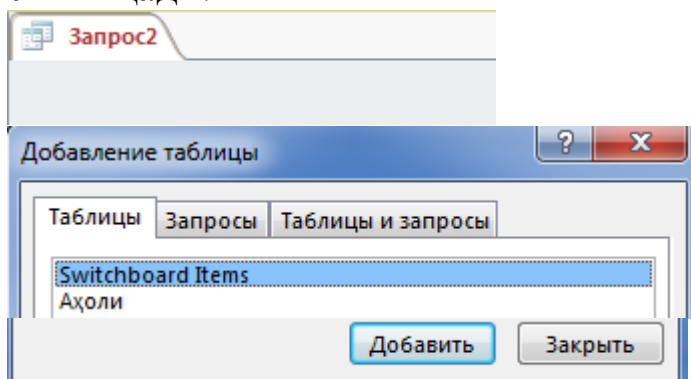 Запрос2
Добавление таблицы
Таблицы Запросы Таблицы и запросы
Switchboard Items
Аҳоли
Добавить Закрыть